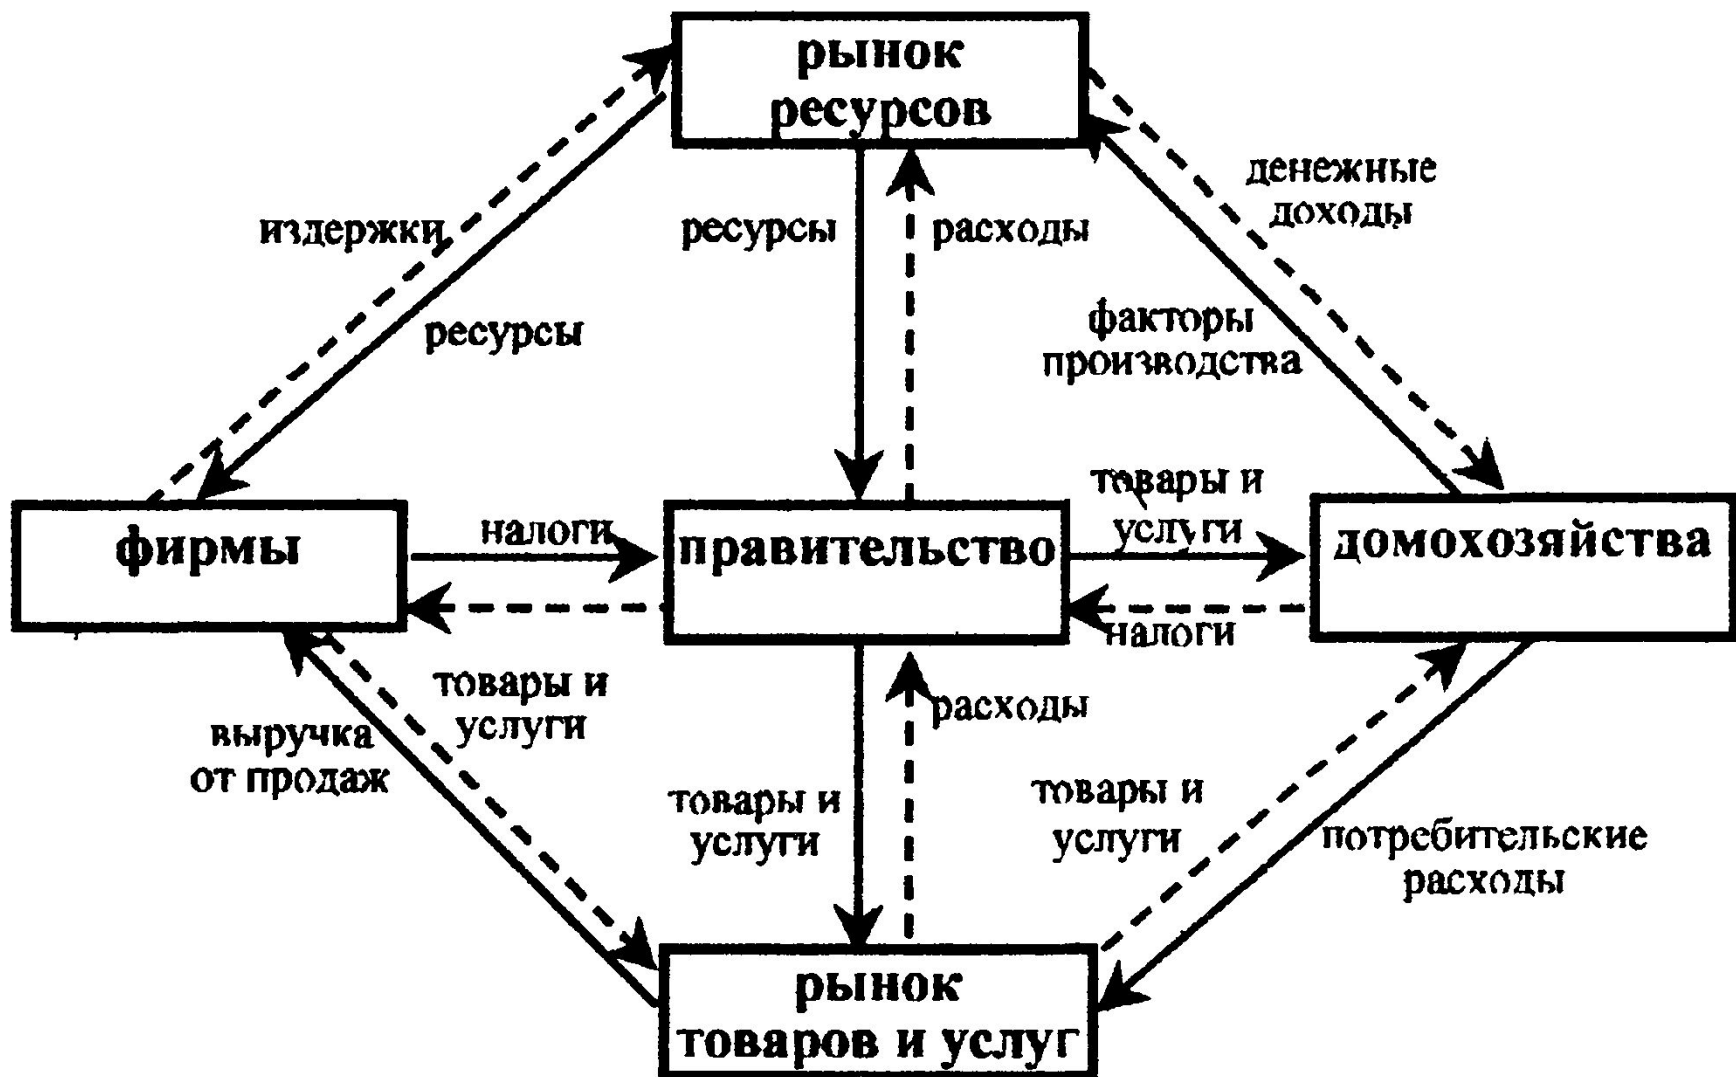 рынок
ресурсов
денежные
доходы
издержки
ресурсы
расходы
ресурсы
факторы
производства
товары и
услуги
фирмы
налоги
правительство
домохозяйства
налоги
товары и
услуги
выручка
от продаж
расходы
товары и
услуги
товары и
услуги
потребительские
расходы
рынок
товаров и услуг